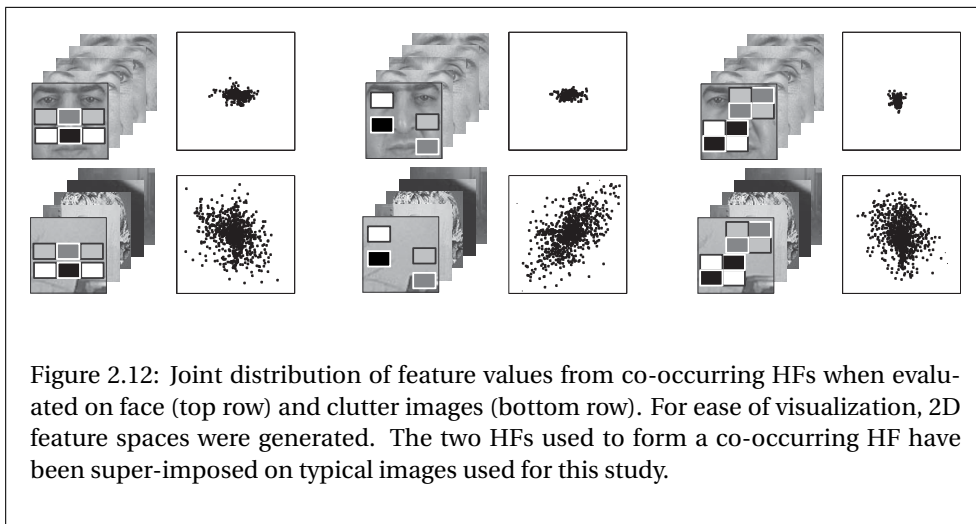 Figure 2.12: Joint distribution of feature values from co-occurring HFs when evalu-
ated on face (top row) and clutter images (bottom row). For ease of visualization, 2D
feature spaces were generated. The two HFs used to form a co-occurring HF have
been super-imposed on typical images used for this study.